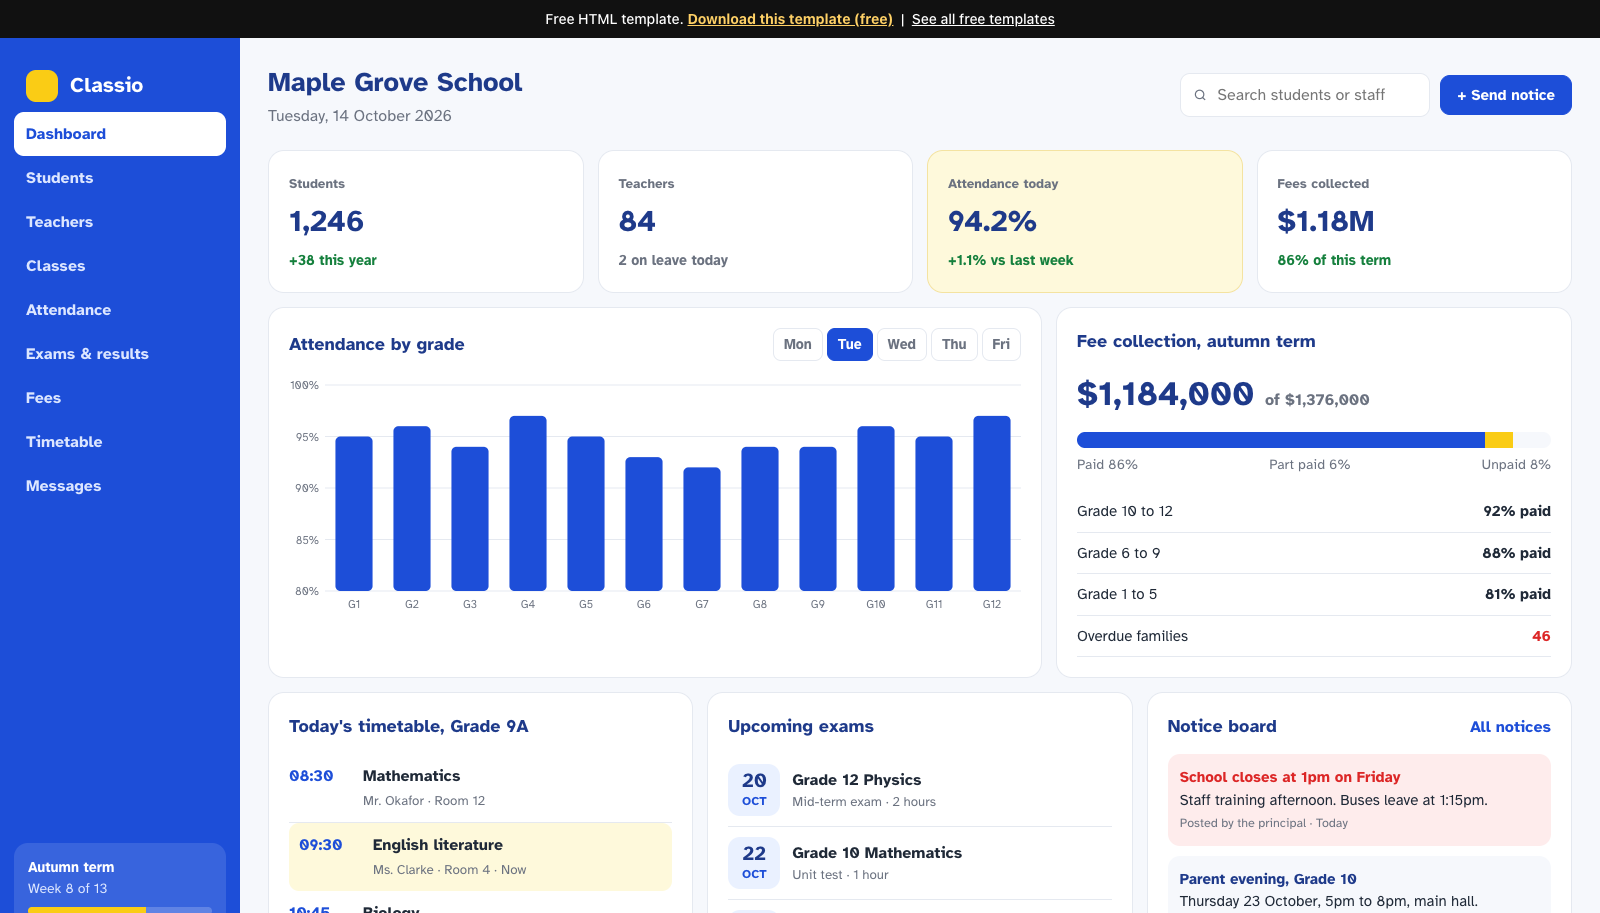 Free HTML template. Download this template (free) | See all free templates
Classio
Dashboard
Students
Teachers
Classes
Attendance
Exams & results
Fees
Timetable
Messages
Autumn term
Week 8 of 13
Maple Grove School
Tuesday, 14 October 2026
Search students or staff
+ Send notice
Students
1,246
+38 this year
Teachers
84
2 on leave today
Attendance today
94.2%
+1.1% vs last week
Fees collected
$1.18M
86% of this term
Attendance by grade
Mon Tue Wed Thu Fri
100%
95%
90%
85%
80%
G1 G2 G3 G4 G5 G6 G7 G8 G9 G10 G11 G12
Fee collection, autumn term
$1,184,000 of $1,376,000
Paid 86% Part paid 6% Unpaid 8%
Grade 10 to 12 92% paid
Grade 6 to 9 88% paid
Grade 1 to 5 81% paid
Overdue families 46
Today's timetable, Grade 9A
08:30 Mathematics
Mr. Okafor · Room 12
09:30 English literature
Ms. Clarke · Room 4 · Now
10:45 Biology
Upcoming exams
20 OCT
Grade 12 Physics
Mid-term exam · 2 hours
22 OCT
Grade 10 Mathematics
Unit test · 1 hour
Notice board
All notices
School closes at 1pm on Friday
Staff training afternoon. Buses leave at 1:15pm.
Posted by the principal · Today
Parent evening, Grade 10
Thursday 23 October, 5pm to 8pm, main hall.